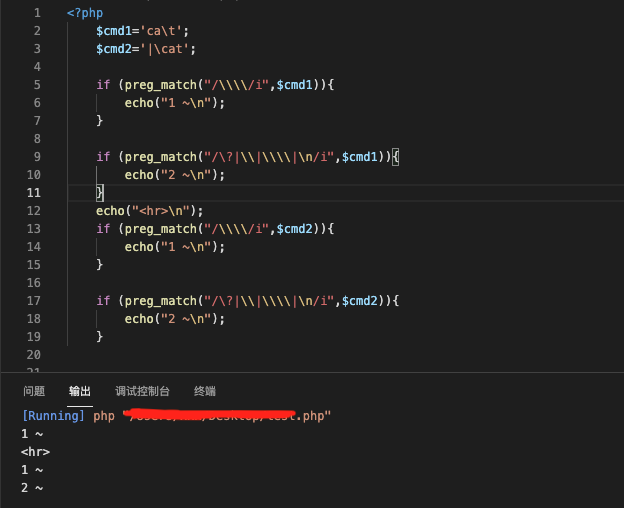 1 <?php
2 $cmd1='ca\t';
3 $cmd2='|\cat';
4
5 if (preg_match("/\\\\/i",$cmd1)){
6 echo("1 ~\n");
7 }
8
9 if (preg_match("/\?|\\|\\\\|\n/i",$cmd1)){
10 echo("2 ~\n");
11 }
12 echo("<hr>\n");
13 if (preg_match("/\\\\/i",$cmd2)){
14 echo("1 ~\n");
15 }
16
17 if (preg_match("/\?|\\|\\\\|\n/i",$cmd2)){
18 echo("2 ~\n");
19 }
20
21
问题 输出 调试控制台 终端
[Running] php .php"
1 ~
<hr>
1 ~
2 ~